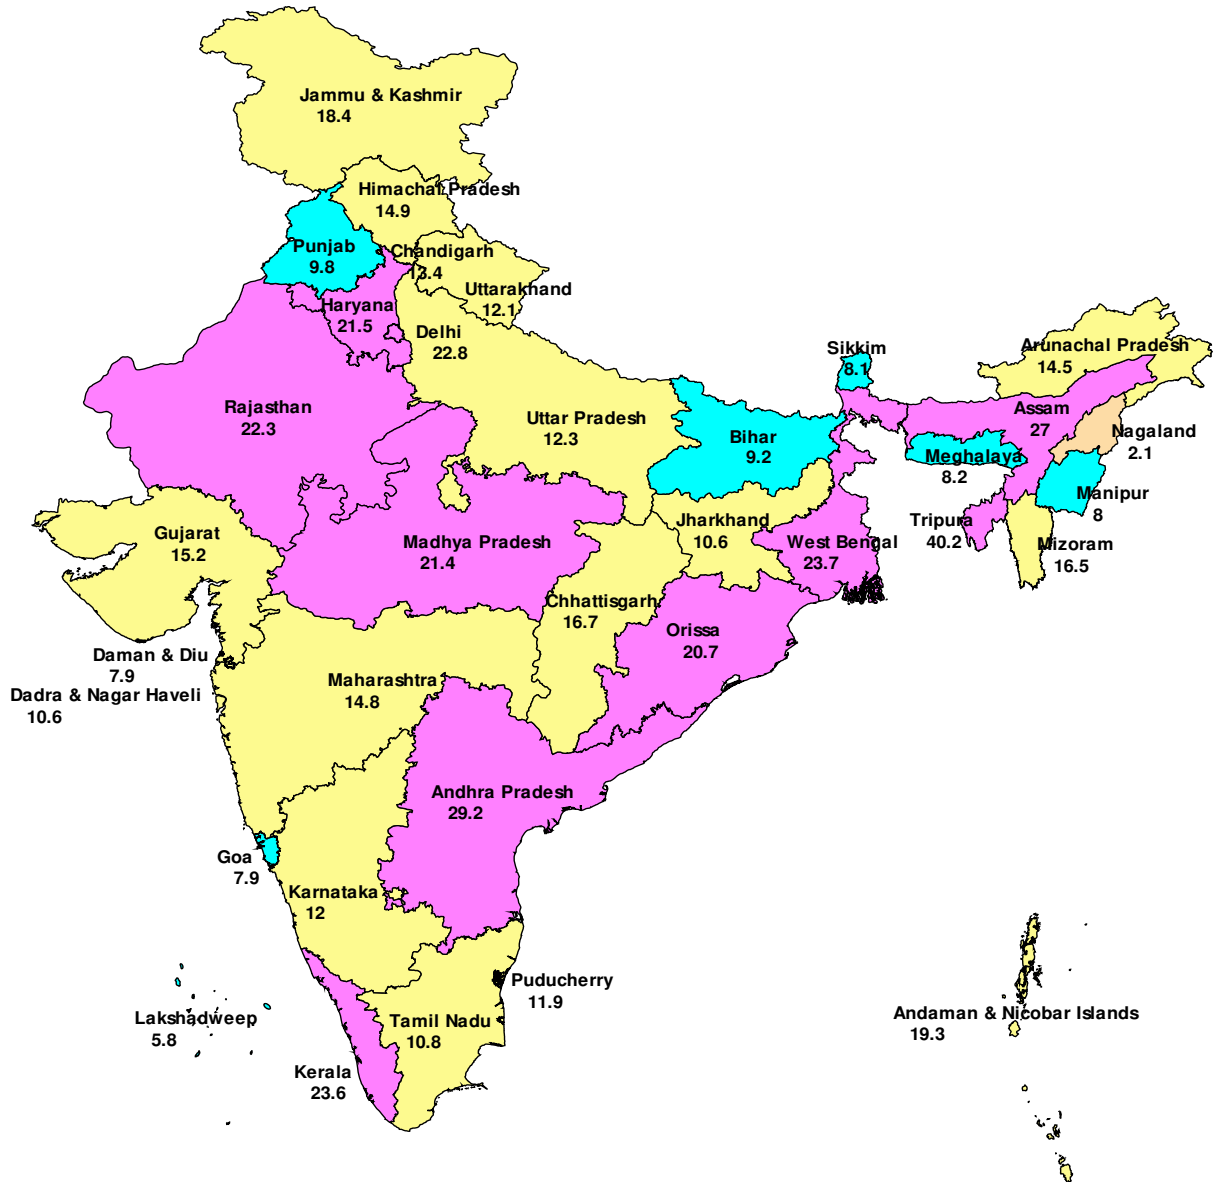 Jammu & Kashmir
18.4
Himachal Pradesh
14.9
Punjab
9.8
Chandigarh
13.4
Uttarakhand
12.1
Haryana
21.5
Delhi
22.8
Sikkim
8.1
Arunachal Pradesh
14.5
Rajasthan
22.3
Uttar Pradesh
12.3
Bihar
9.2
Assam
27
Nagaland
2.1
Meghalaya
8.2
Manipur
8
Gujarat
15.2
Madhya Pradesh
21.4
Jharkhand
10.6
West Bengal
23.7
Tripura
40.2
Mizoram
16.5
Chhattisgarh
16.7
Orissa
20.7
Daman & Diu
7.9
Dadra & Nagar Haveli
10.6
Maharashtra
14.8
Andhra Pradesh
29.2
Goa
7.9
Karnataka
12
Puducherry
11.9
Lakshadweep
5.8
Tamil Nadu
10.8
Andaman & Nicobar Islands
19.3
Kerala
23.6